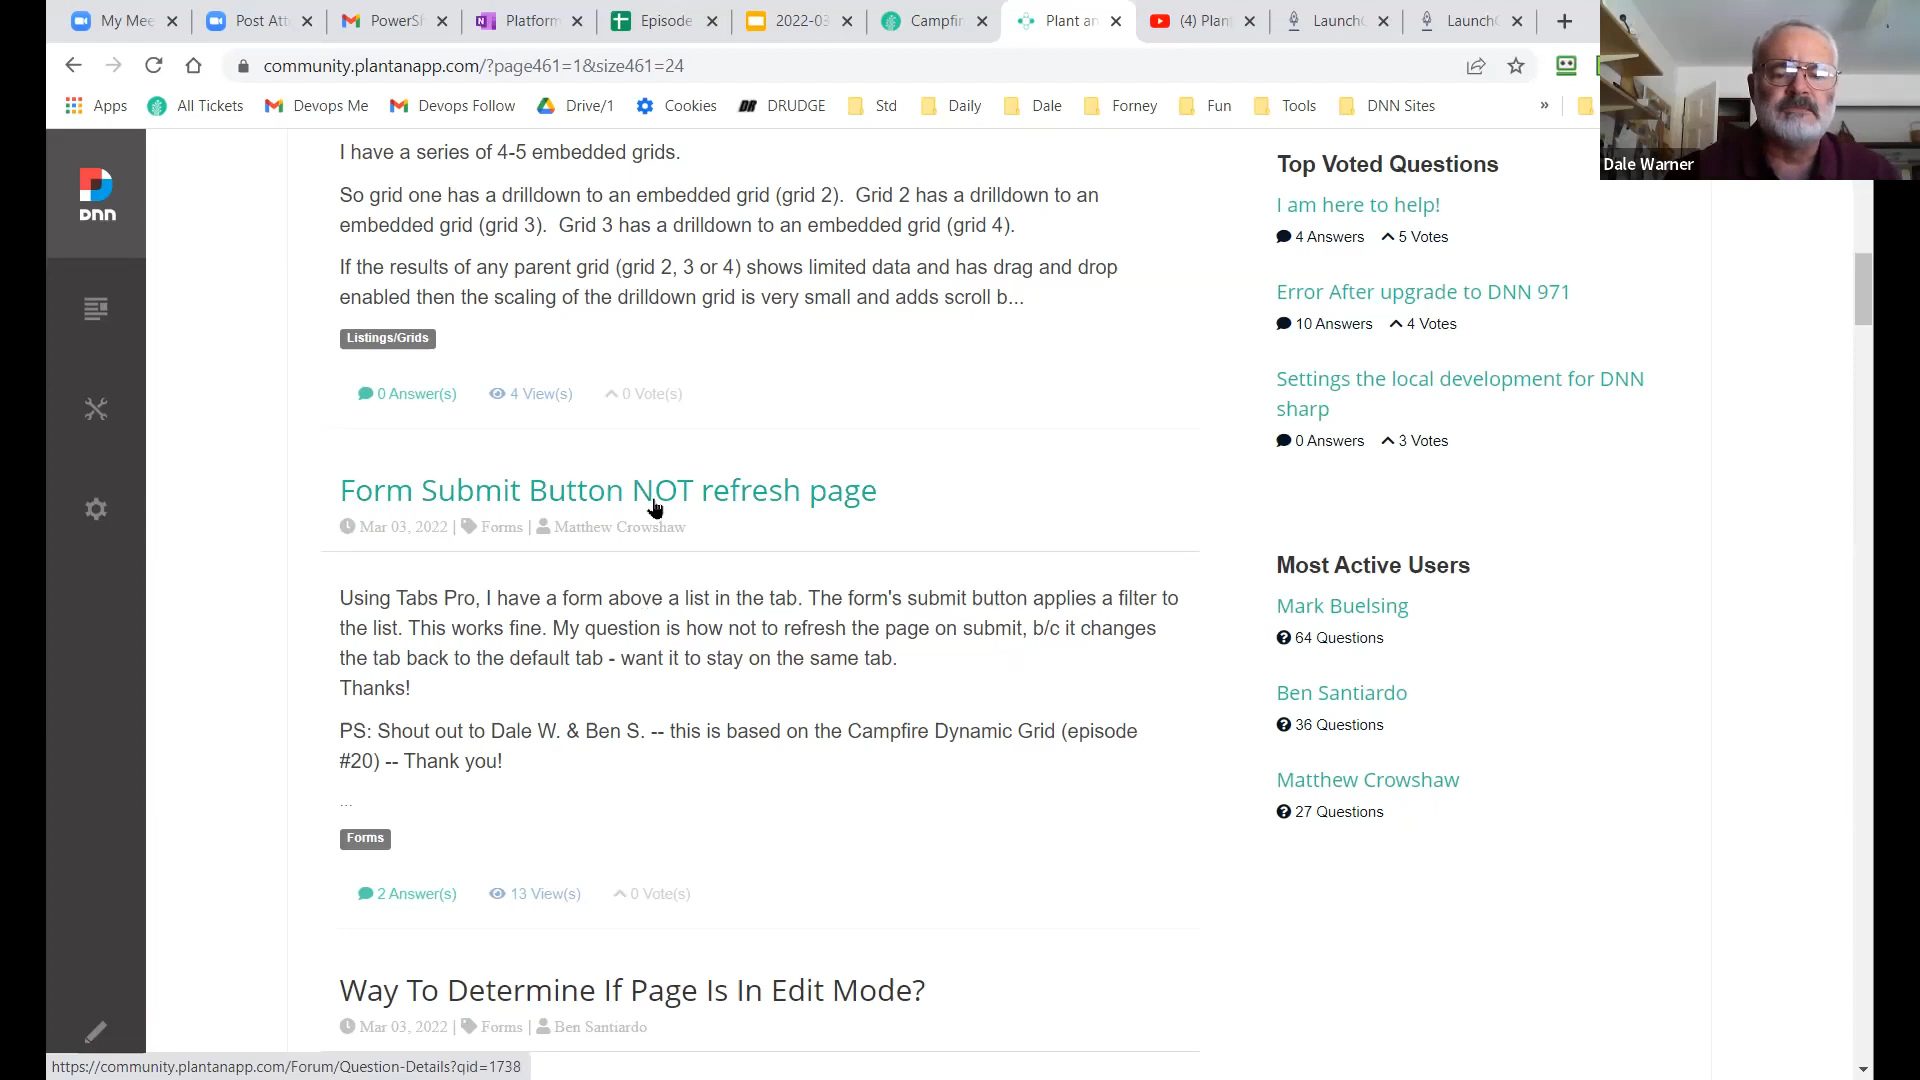 My Mee
Post Att
PowerSh
Platform
Episode
2022-03
Campfir
Plant an
(4) Plan
LaunchC
Launch
community.plantanapp.com/?page461=1&size461=24
Apps
All Tickets
Devops Me
Devops Follow
Drive/1
Cookies
DR DRUDGE
Std
Daily
Dale
Forney
Fun
Tools
DNN Sites
»
Dale Warner
DNN
I have a series of 4-5 embedded grids.
So grid one has a drilldown to an embedded grid (grid 2).  Grid 2 has a drilldown to an
embedded grid (grid 3).  Grid 3 has a drilldown to an embedded grid (grid 4).
If the results of any parent grid (grid 2, 3 or 4) shows limited data and has drag and drop
enabled then the scaling of the drilldown grid is very small and adds scroll b...
Listings/Grids
0 Answer(s) 4 View(s) 0 Vote(s)
Form Submit Button NOT refresh page
Mar 03, 2022 | Forms | Matthew Crowshaw
Using Tabs Pro, I have a form above a list in the tab. The form's submit button applies a filter to
the list. This works fine. My question is how not to refresh the page on submit, b/c it changes
the tab back to the default tab - want it to stay on the same tab.
Thanks!
PS: Shout out to Dale W. & Ben S. -- this is based on the Campfire Dynamic Grid (episode
#20) -- Thank you!
...
Forms
2 Answer(s) 13 View(s) 0 Vote(s)
Way To Determine If Page Is In Edit Mode?
Mar 03, 2022 | Forms | Ben Santiardo
Top Voted Questions
I am here to help!
4 Answers 5 Votes
Error After upgrade to DNN 971
10 Answers 4 Votes
Settings the local development for DNN
sharp
0 Answers 3 Votes
Most Active Users
Mark Buelsing
64 Questions
Ben Santiardo
36 Questions
Matthew Crowshaw
27 Questions
https://community.plantanapp.com/Forum/Question-Details?qid=1738